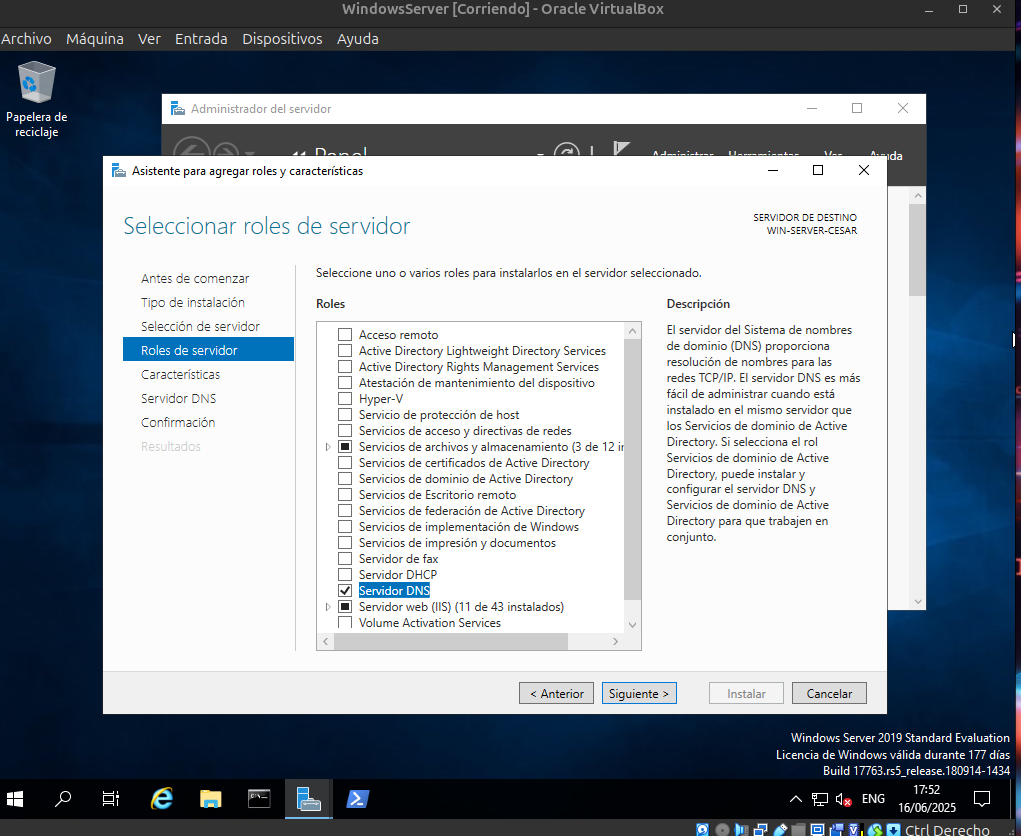 WindowsServer [Corriendo] - Oracle VirtualBox
Archivo Máquina Ver Entrada Dispositivos Ayuda
Papelera de
reciclaje
Administrador del servidor
Panel
Administrar Herramientas Ver Ayuda
Asistente para agregar roles y características
Seleccionar roles de servidor
SERVIDOR DE DESTINO
WIN-SERVER-CESAR
Antes de comenzar
Tipo de instalación
Selección de servidor
Roles de servidor
Características
Servidor DNS
Confirmación
Resultados
Seleccione uno o varios roles para instalarlos en el servidor seleccionado.
Roles
Acceso remoto
Active Directory Lightweight Directory Services
Active Directory Rights Management Services
Atestación de mantenimiento del dispositivo
Hyper-V
Servicio de protección de host
Servicios de acceso y directivas de redes
Servicios de archivos y almacenamiento (3 de 12 in
Servicios de certificados de Active Directory
Servicios de dominio de Active Directory
Servicios de Escritorio remoto
Servicios de federación de Active Directory
Servicios de implementación de Windows
Servicios de impresión y documentos
Servidor de fax
Servidor DHCP
Servidor DNS
Servidor web (IIS) (11 de 43 instalados)
Volume Activation Services
Descripción
El servidor del Sistema de nombres
de dominio (DNS) proporciona
resolución de nombres para las
redes TCP/IP. El servidor DNS es más
fácil de administrar cuando está
instalado en el mismo servidor que
los Servicios de dominio de Active
Directory. Si selecciona el rol
Servicios de dominio de Active
Directory, puede instalar y
configurar el servidor DNS y
Servicios de dominio de Active
Directory para que trabajen en
conjunto.
< Anterior Siguiente > Instalar Cancelar
Windows Server 2019 Standard Evaluation
Licencia de Windows válida durante 177 días
Build 17763.rs5_release.180914-1434
ENG
17:52
16/06/2025
Ctrl Derecho